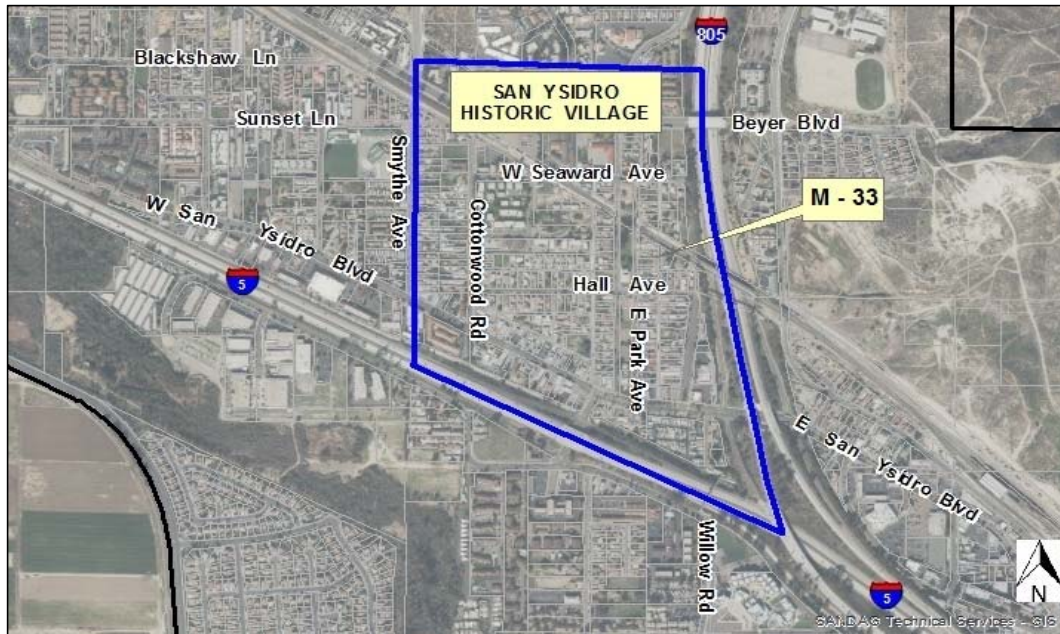 805
Blackshaw Ln
SAN YSIDRO
HISTORIC VILLAGE
Sunset Ln
Beyer Blvd
Smythe Ave
W Seaward Ave
M - 33
W San Ysidro Blvd
Cottonwood Rd
5
Hall Ave
E Park Ave
E San Ysidro Blvd
Willow Rd
5
N
SANDAG Technical Services - GIS